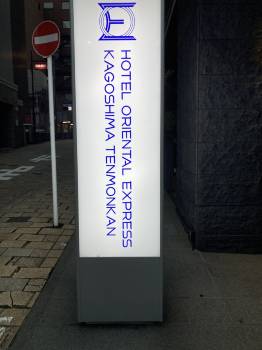 HOTEL ORIENTAL EXPRESS
KAGOSHIMA TENMONKAN